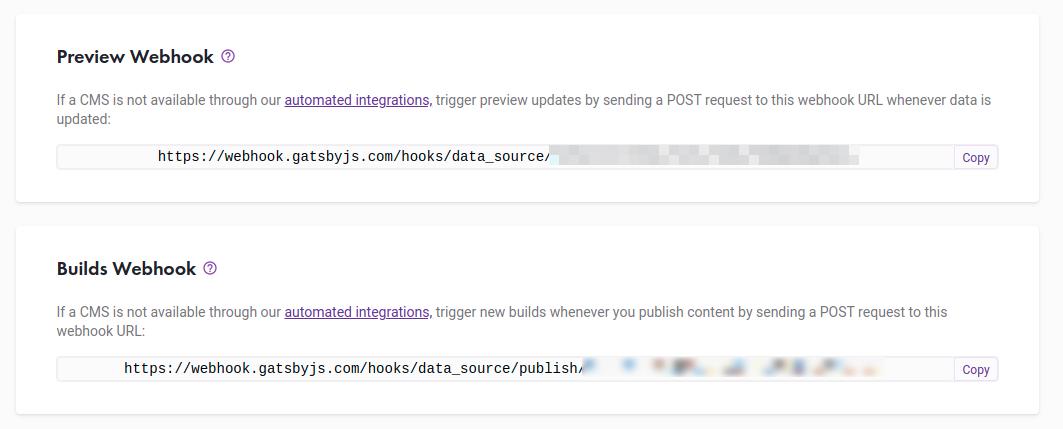 Preview Webhook
If a CMS is not available through our automated integrations, trigger preview updates by sending a POST request to this webhook URL whenever data is
updated:
https://webhook.gatsbyjs.com/hooks/data_source/
Copy
Builds Webhook
If a CMS is not available through our automated integrations, trigger new builds whenever you publish content by sending a POST request to this
webhook URL:
https://webhook.gatsbyjs.com/hooks/data_source/publish/
Copy